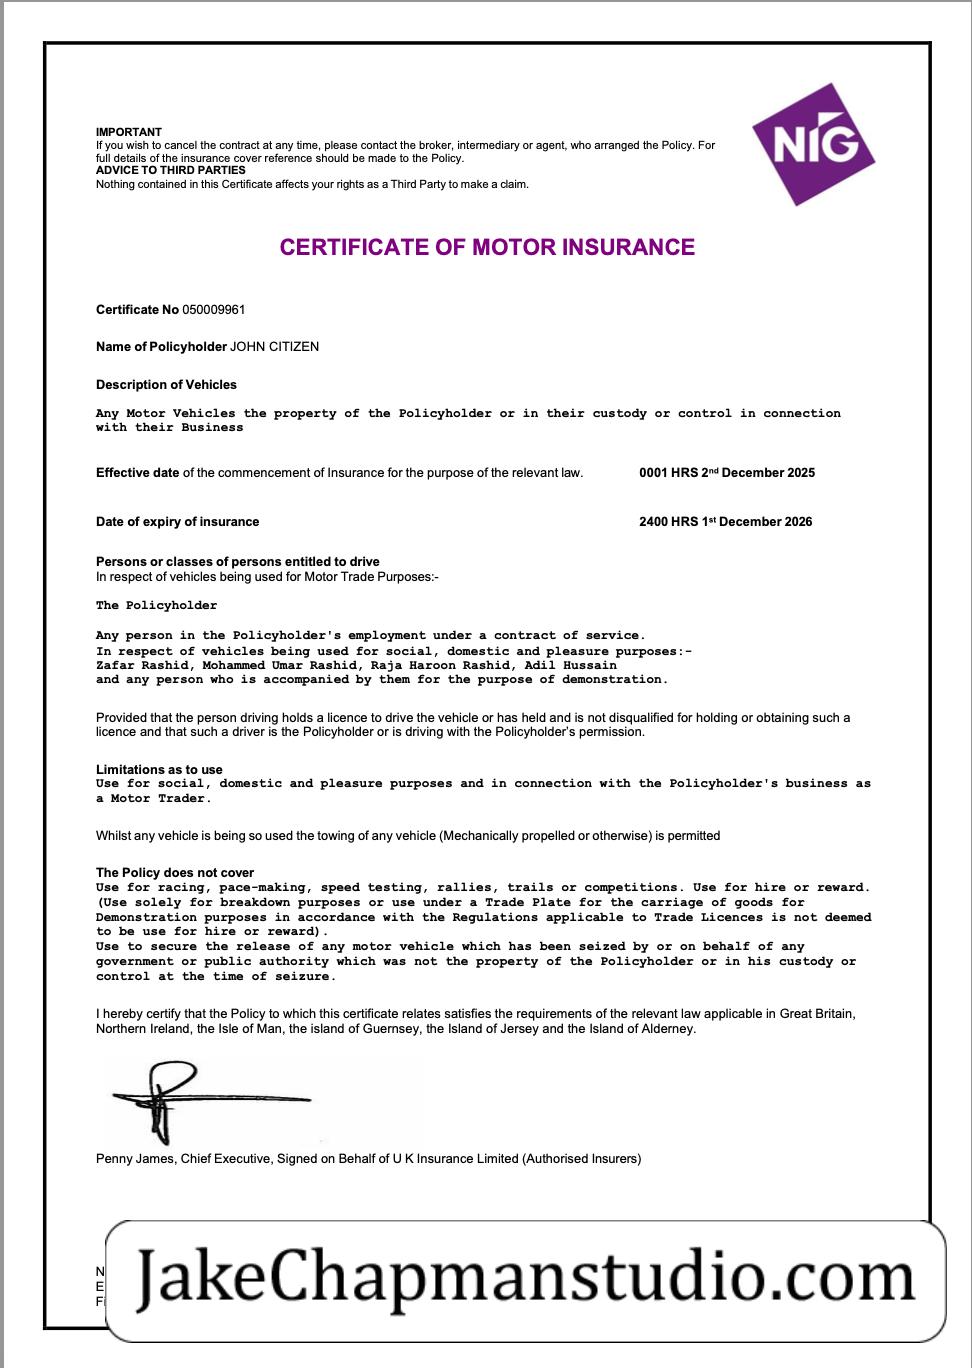 IMPORTANT
If you wish to cancel the contract at any time, please contact the broker, intermediary or agent, who arranged the Policy. For
full details of the insurance cover reference should be made to the Policy.
ADVICE TO THIRD PARTIES
Nothing contained in this Certificate affects your rights as a Third Party to make a claim.
NIG
CERTIFICATE OF MOTOR INSURANCE
Certificate No 050009961
Name of Policyholder JOHN CITIZEN
Description of Vehicles
Any Motor Vehicles the property of the Policyholder or in their custody or control in connection
with their Business
Effective date of the commencement of Insurance for the purpose of the relevant law. 0001 HRS 2nd December 2025
Date of expiry of insurance 2400 HRS 1st December 2026
Persons or classes of persons entitled to drive
In respect of vehicles being used for Motor Trade Purposes:-
The Policyholder
Any person in the Policyholder's employment under a contract of service.
In respect of vehicles being used for social, domestic and pleasure purposes:-
Zafar Rashid, Mohammed Umar Rashid, Raja Haroon Rashid, Adil Hussain
and any person who is accompanied by them for the purpose of demonstration.
Provided that the person driving holds a licence to drive the vehicle or has held and is not disqualified for holding or obtaining such a
licence and that such a driver is the Policyholder or is driving with the Policyholder's permission.
Limitations as to use
Use for social, domestic and pleasure purposes and in connection with the Policyholder's business as
a Motor Trader.
Whilst any vehicle is being so used the towing of any vehicle (Mechanically propelled or otherwise) is permitted
The Policy does not cover
Use for racing, pace-making, speed testing, rallies, trails or competitions. Use for hire or reward.
(Use solely for breakdown purposes or use under a Trade Plate for the carriage of goods for
Demonstration purposes in accordance with the Regulations applicable to Trade Licences is not deemed
to be use for hire or reward).
Use to secure the release of any motor vehicle which has been seized by or on behalf of any
government or public authority which was not the property of the Policyholder or in his custody or
control at the time of seizure.
I hereby certify that the Policy to which this certificate relates satisfies the requirements of the relevant law applicable in Great Britain,
Northern Ireland, the Isle of Man, the island of Guernsey, the Island of Jersey and the Island of Alderney.
Penny James, Chief Executive, Signed on Behalf of U K Insurance Limited (Authorised Insurers)
JakeChapmanstudio.com